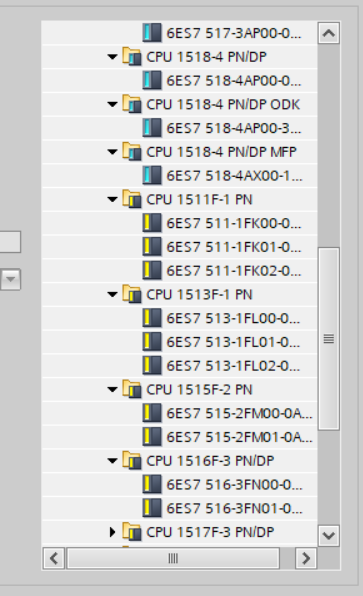 6ES7 517-3AP00-0...
CPU 1518-4 PN/DP
6ES7 518-4AP00-0...
CPU 1518-4 PN/DP ODK
6ES7 518-4AP00-3...
CPU 1518-4 PN/DP MFP
6ES7 518-4AX00-1...
CPU 1511F-1 PN
6ES7 511-1FK00-0...
6ES7 511-1FK01-0...
6ES7 511-1FK02-0...
CPU 1513F-1 PN
6ES7 513-1FL00-0...
6ES7 513-1FL01-0...
6ES7 513-1FL02-0...
CPU 1515F-2 PN
6ES7 515-2FM00-0A...
6ES7 515-2FM01-0A...
CPU 1516F-3 PN/DP
6ES7 516-3FN00-0...
6ES7 516-3FN01-0...
CPU 1517F-3 PN/DP